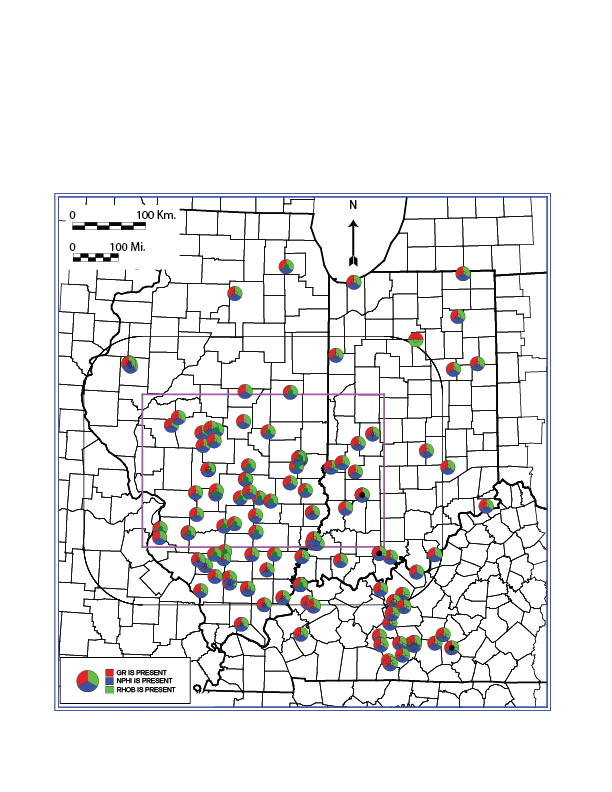 N
0 100 Km.
0 100 Mi.
GR IS PRESENT
NPHI IS PRESENT
RHOB IS PRESENT